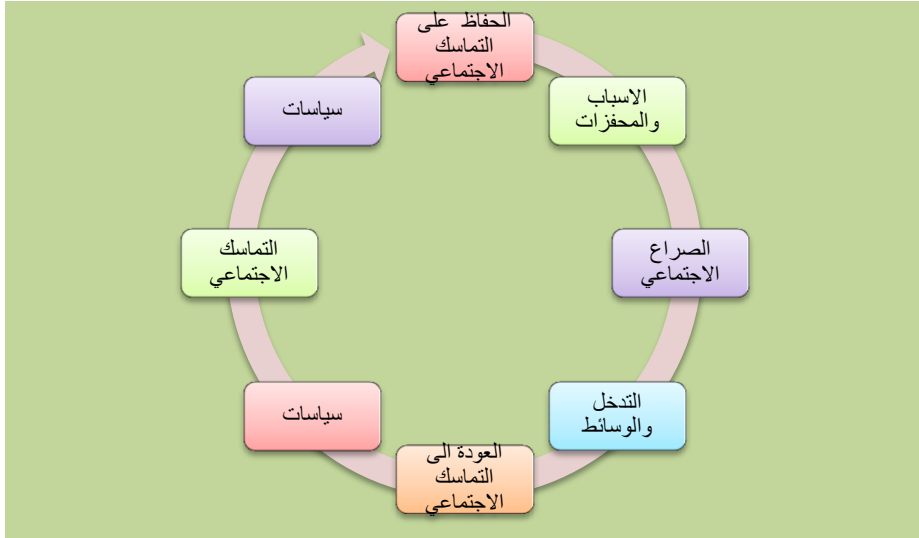 الحفاظ على
التماسك
الاجتماعي
الاسباب
والمحفزات
الصراع
الاجتماعي
التدخل
والوسائط
العودة الى
التماسك
الاجتماعي
سياسات
التماسك
الاجتماعي
سياسات